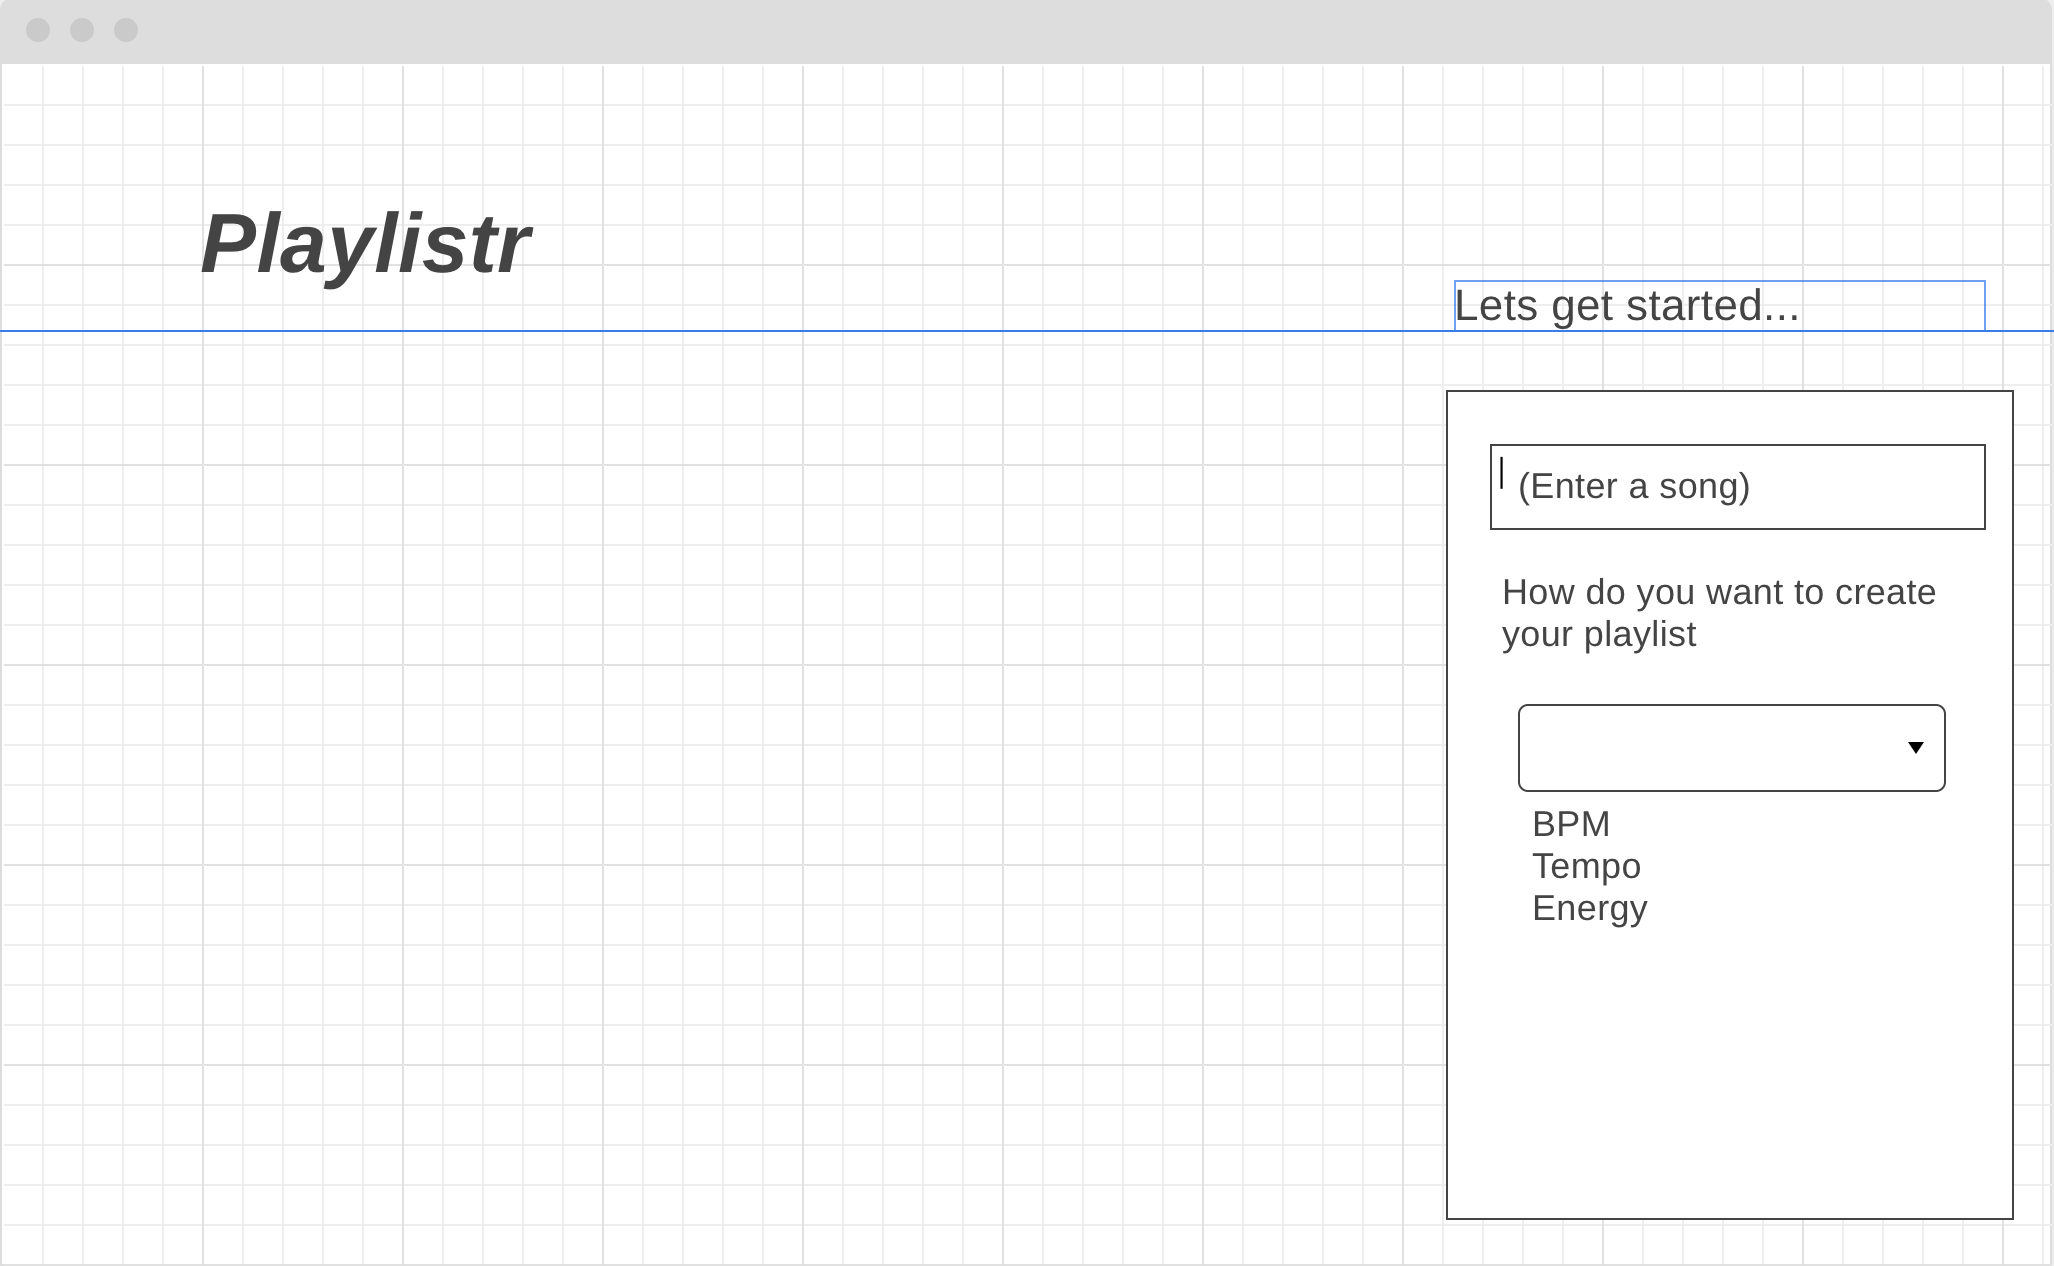 Playlistr
Lets get started...
(Enter a song)
How do you want to create
your playlist
BPM
Tempo
Energy